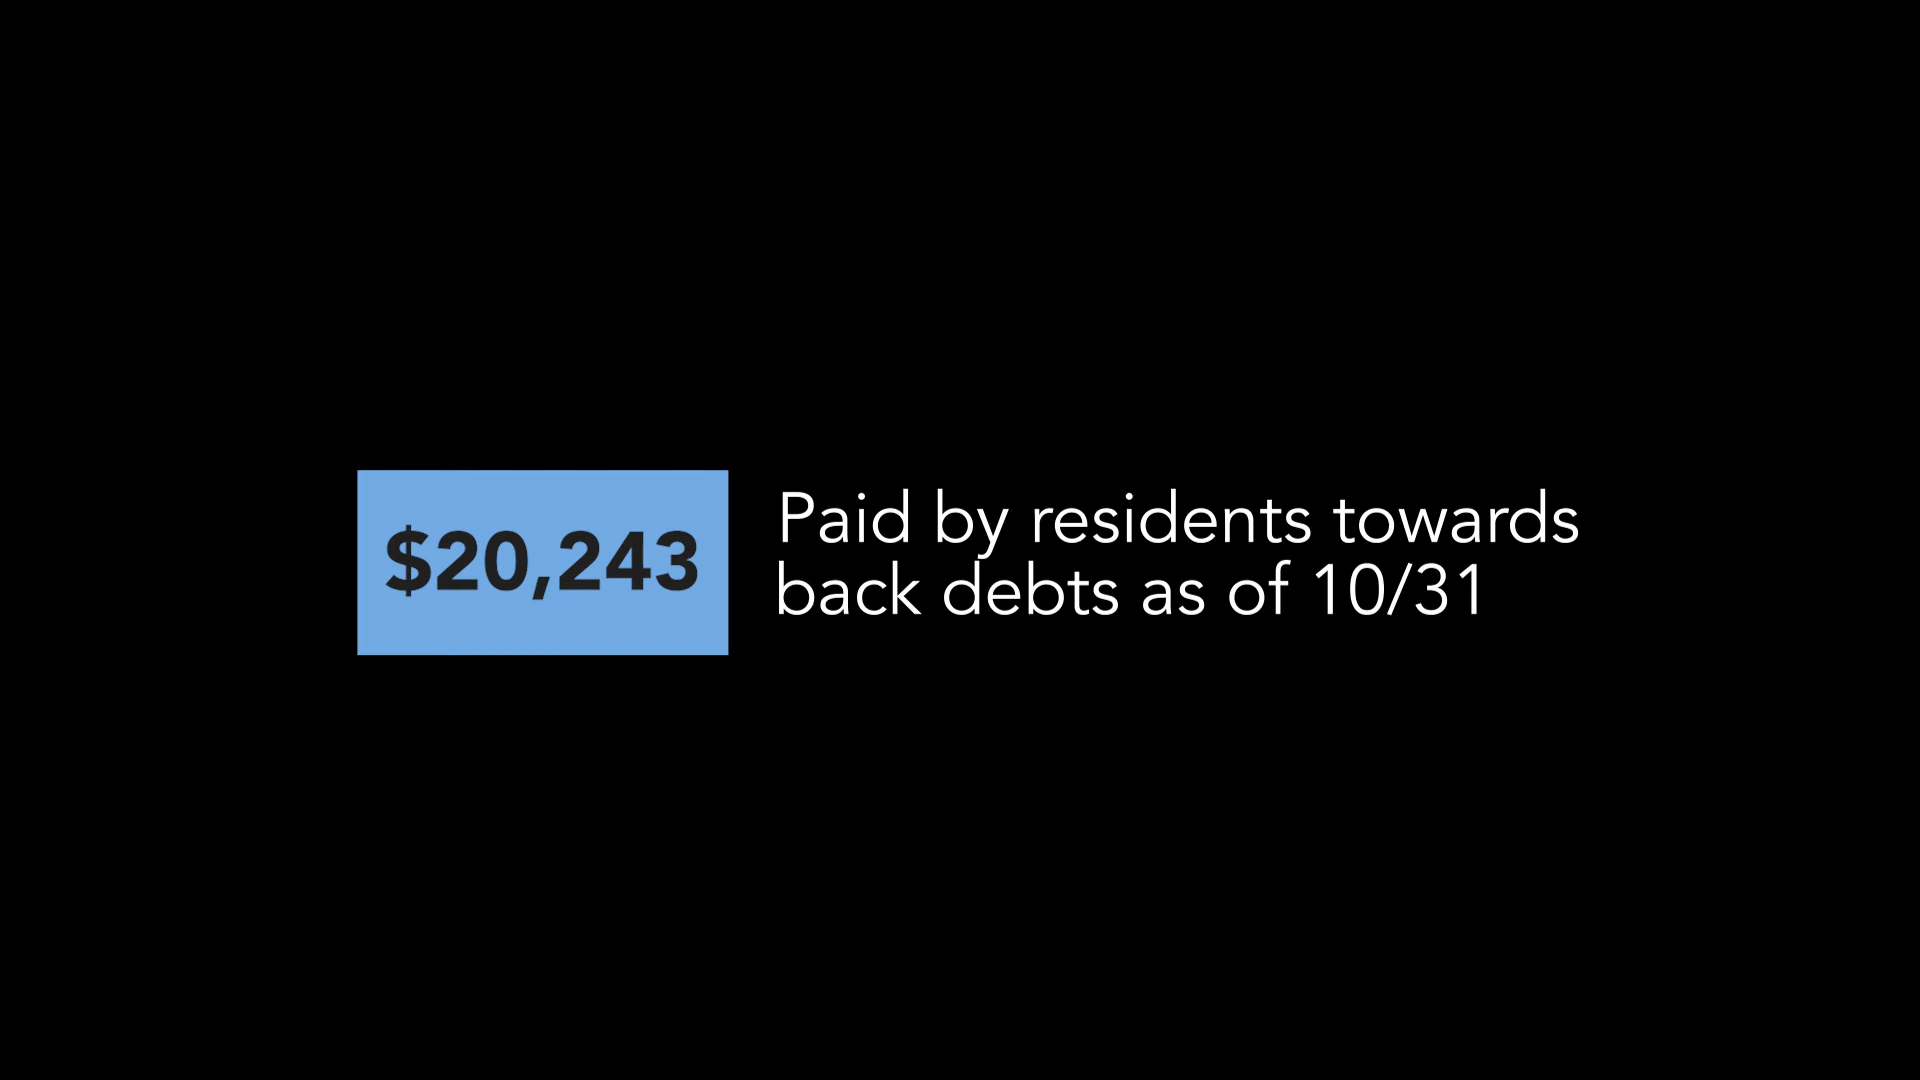 $20,243
Paid by residents towards
back debts as of 10/31